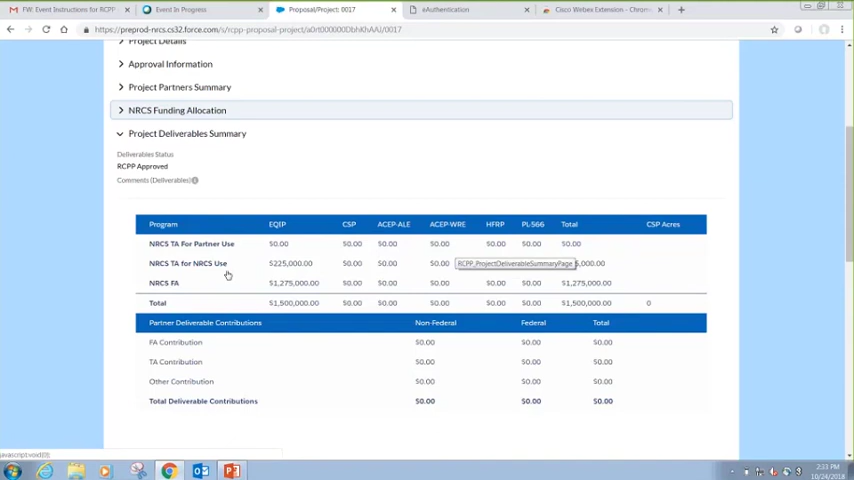 FW: Event Instructions for RCPP
Event In Progress
Proposal/Project: 0017
eAuthentication
Cisco Webex Extension - Chrom
https://preprod-nrcs.cs32.force.com/s/rcpp-proposal-project/
Project Details
Approval Information
Project Partners Summary
NRCS Funding Allocation
Project Deliverables Summary
Deliverables Status
RCPP Approved
Comments (Deliverables)
Program EQIP CSP ACEP-ALE ACEP-WRE HFRP PL-566 Total CSP Acres
NRCS TA For Partner Use $0.00 $0.00 $0.00 $0.00 $0.00 $0.00 $0.00
NRCS TA for NRCS Use $225,000.00 $0.00 $0.00 $0.00 RCPP_ProjectDeliverableSummaryPage 5,000.00
NRCS FA $1,275,000.00 $0.00 $0.00 $0.00 $0.00 $0.00 $1,275,000.00
Total $1,500,000.00 $0.00 $0.00 $0.00 $0.00 $0.00 $1,500,000.00 0
Partner Deliverable Contributions Non-Federal Federal Total
FA Contribution $0.00 $0.00 $0.00
TA Contribution $0.00 $0.00 $0.00
Other Contribution $0.00 $0.00 $0.00
Total Deliverable Contributions $0.00 $0.00 $0.00
javascript:void(0);
2:33 PM
10/24/2018